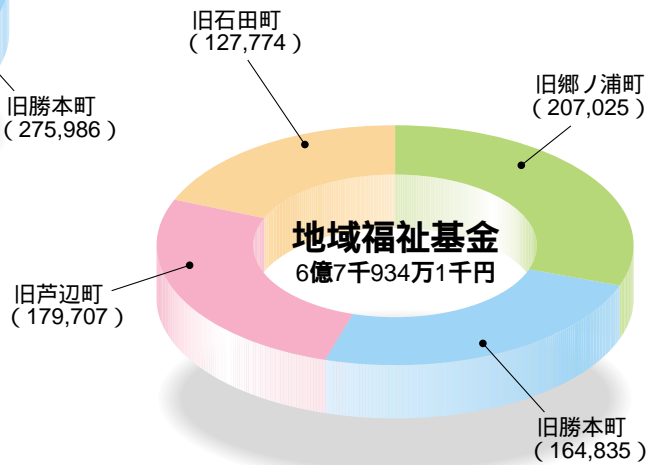 旧石田町
（127,774）
旧郷ノ浦町
（207,025）
旧勝本町
（275,986）
地域福祉基金
6億7千934万1千円
旧芦辺町
（179,707）
旧勝本町
（164,835）